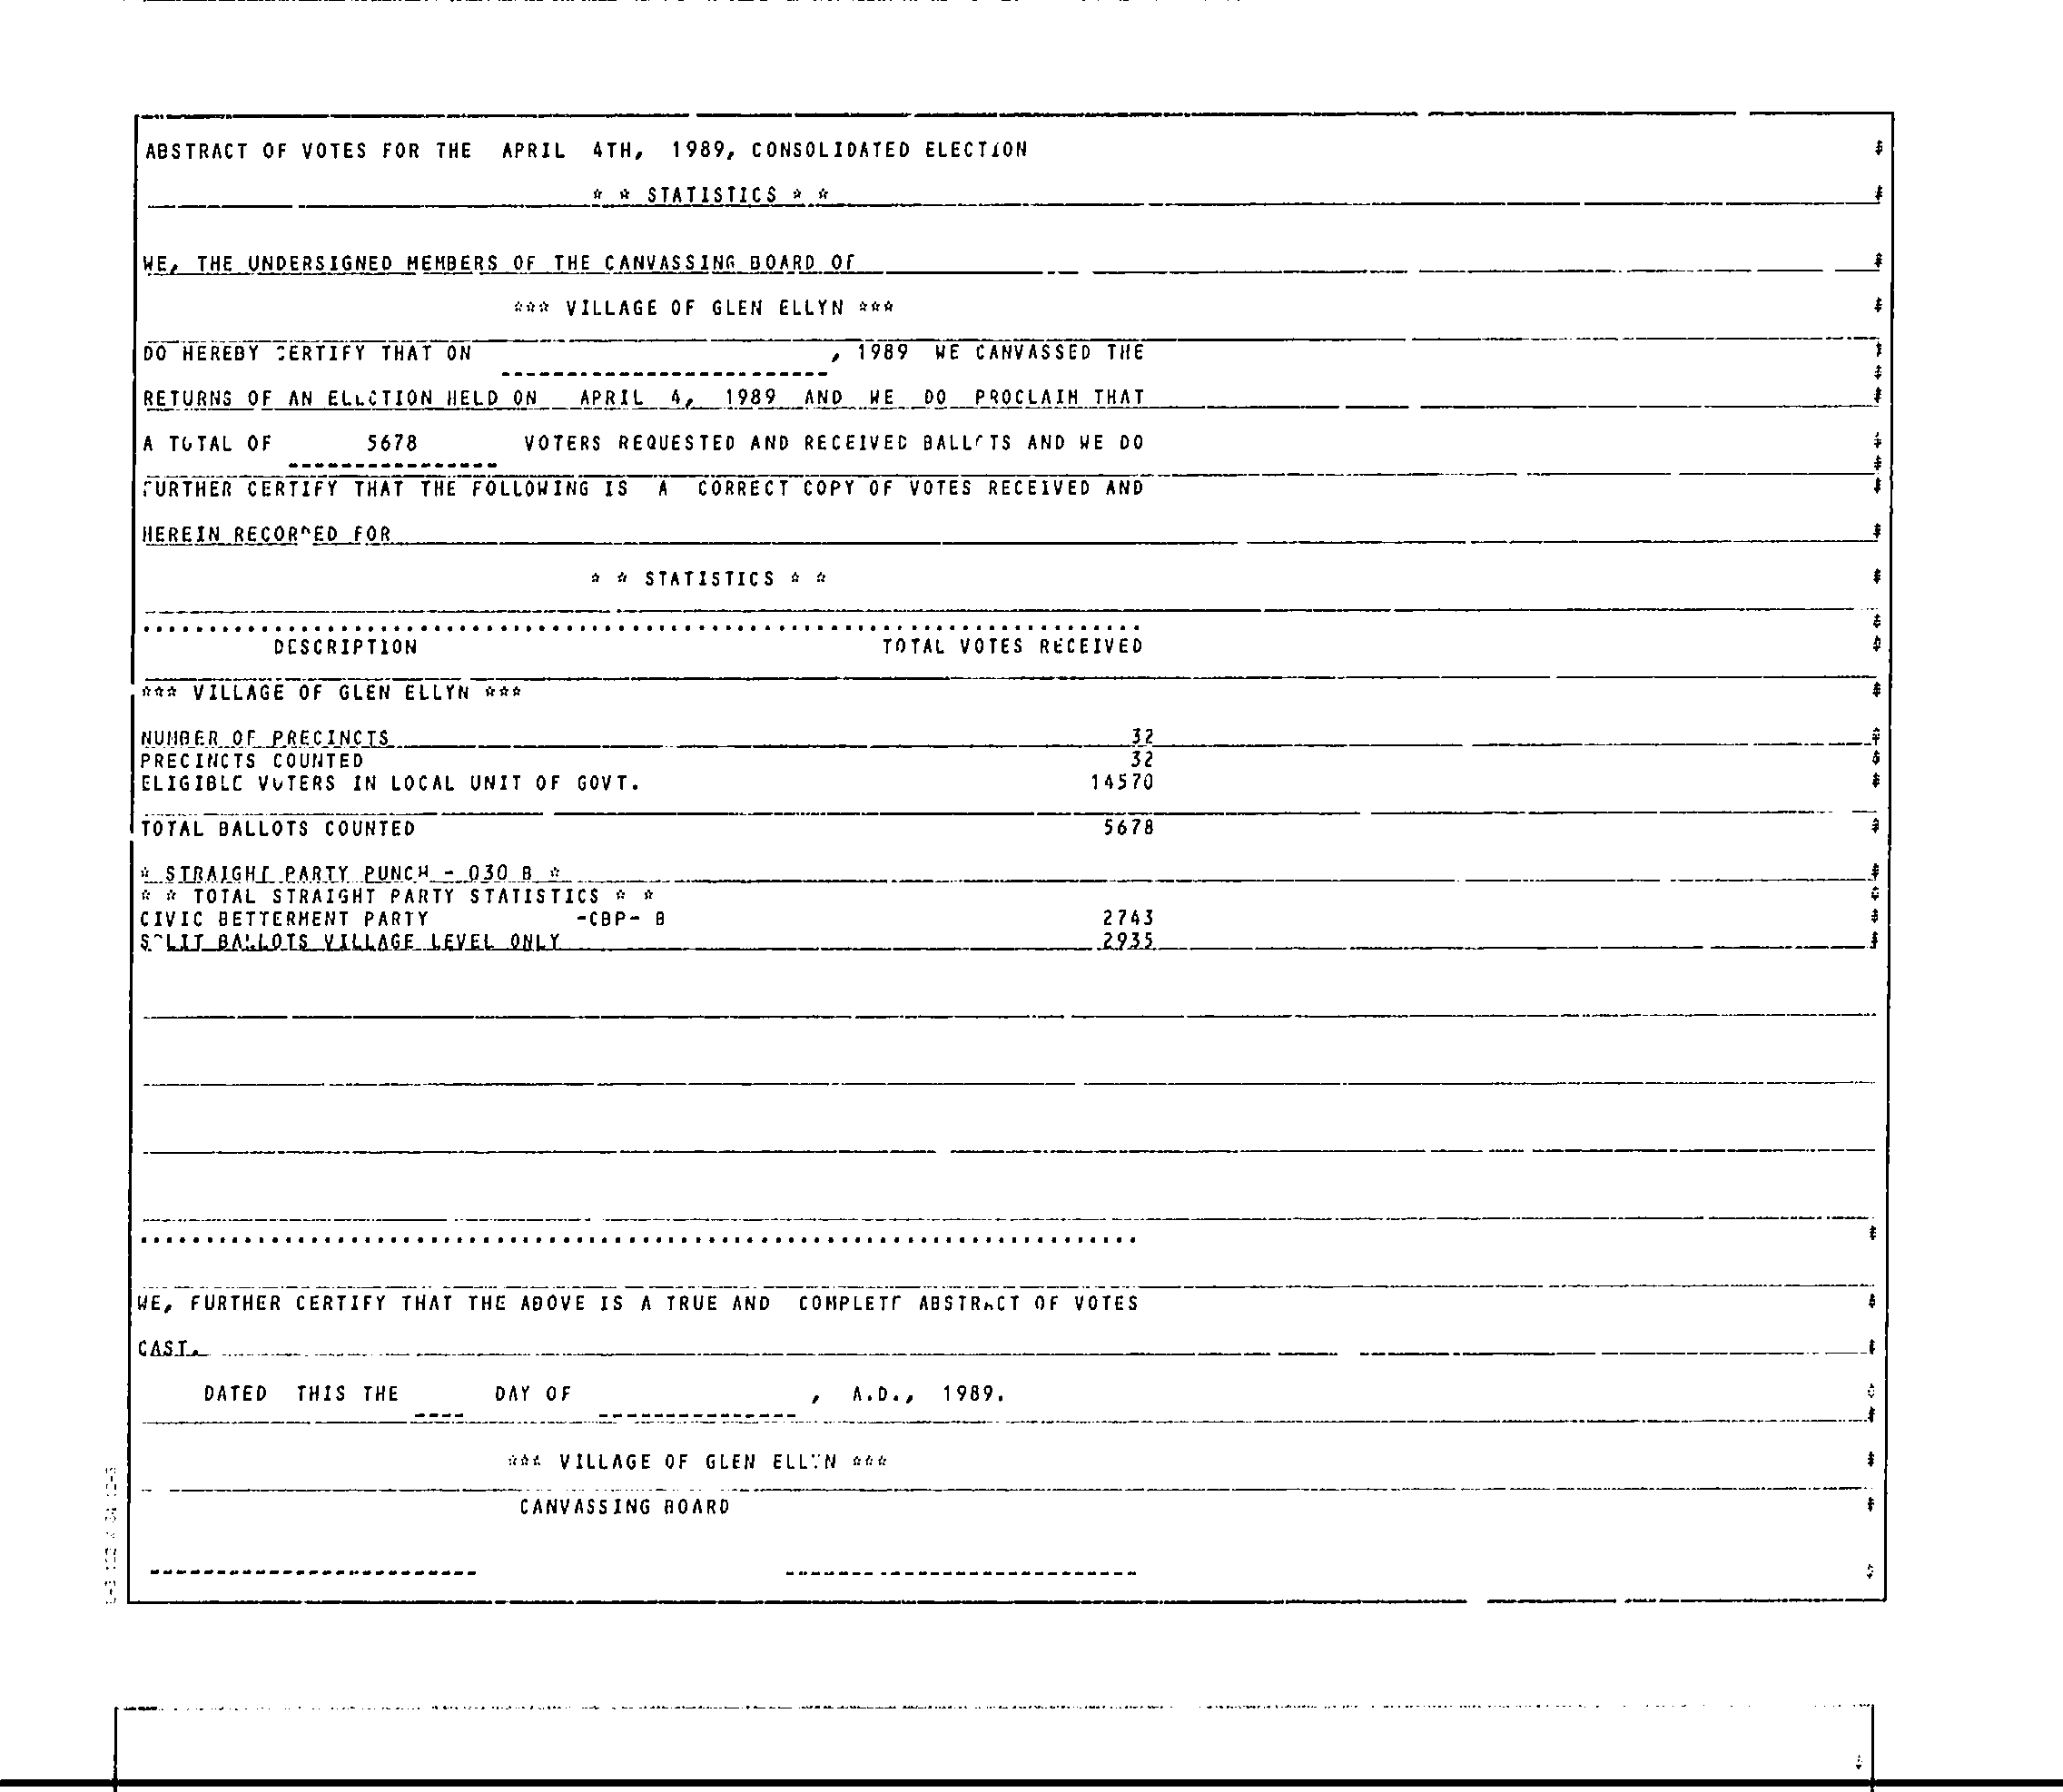 ABSTRACT OF VOTES FOR THE APRIL 4TH, 1989, CONSOLIDATED ELECTION
* * STATISTICS * *
WE, THE UNDERSIGNED MEMBERS OF THE CANVASSING BOARD OF
*** VILLAGE OF GLEN ELLYN ***
DO HEREBY CERTIFY THAT ON , 1989 WE CANVASSED THE
RETURNS OF AN ELECTION HELD ON APRIL 4, 1989 AND WE DO PROCLAIM THAT
A TOTAL OF 5678 VOTERS REQUESTED AND RECEIVED BALLOTS AND WE DO
FURTHER CERTIFY THAT THE FOLLOWING IS A CORRECT COPY OF VOTES RECEIVED AND
HEREIN RECORDED FOR
* * STATISTICS * *
DESCRIPTION TOTAL VOTES RECEIVED
*** VILLAGE OF GLEN ELLYN ***
NUMBER OF PRECINCTS 32
PRECINCTS COUNTED 32
ELIGIBLE VOTERS IN LOCAL UNIT OF GOVT. 14570
TOTAL BALLOTS COUNTED 5678
* STRAIGHT PARTY PUNCH - 030 B *
* * TOTAL STRAIGHT PARTY STATISTICS * *
CIVIC BETTERMENT PARTY -CBP- B 2743
SPLIT BALLOTS VILLAGE LEVEL ONLY 2935
WE, FURTHER CERTIFY THAT THE ABOVE IS A TRUE AND COMPLETE ABSTRACT OF VOTES
CAST.
DATED THIS THE DAY OF , A.D., 1989.
*** VILLAGE OF GLEN ELLYN ***
CANVASSING BOARD